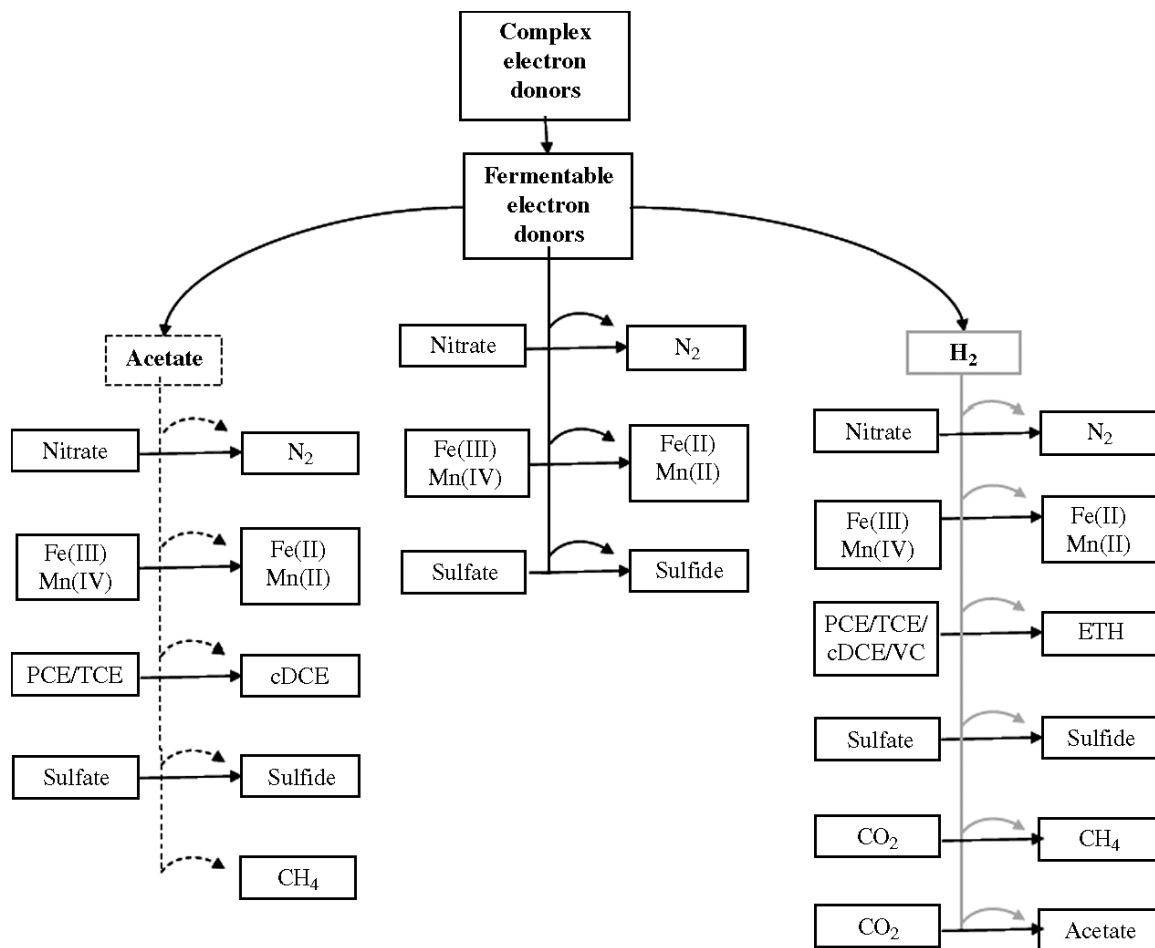 Complex
electron
donors
Fermentable
electron
donors
Acetate
Nitrate
N₂
Fe(III)
Mn(IV)
Fe(II)
Mn(II)
PCE/TCE
cDCE
Sulfate
Sulfide
CH₄
Nitrate
N₂
Fe(III)
Mn(IV)
Fe(II)
Mn(II)
Sulfate
Sulfide
H₂
Nitrate
N₂
Fe(III)
Mn(IV)
Fe(II)
Mn(II)
PCE/TCE/
cDCE/VC
ETH
Sulfate
Sulfide
CO₂
CH₄
CO₂
Acetate